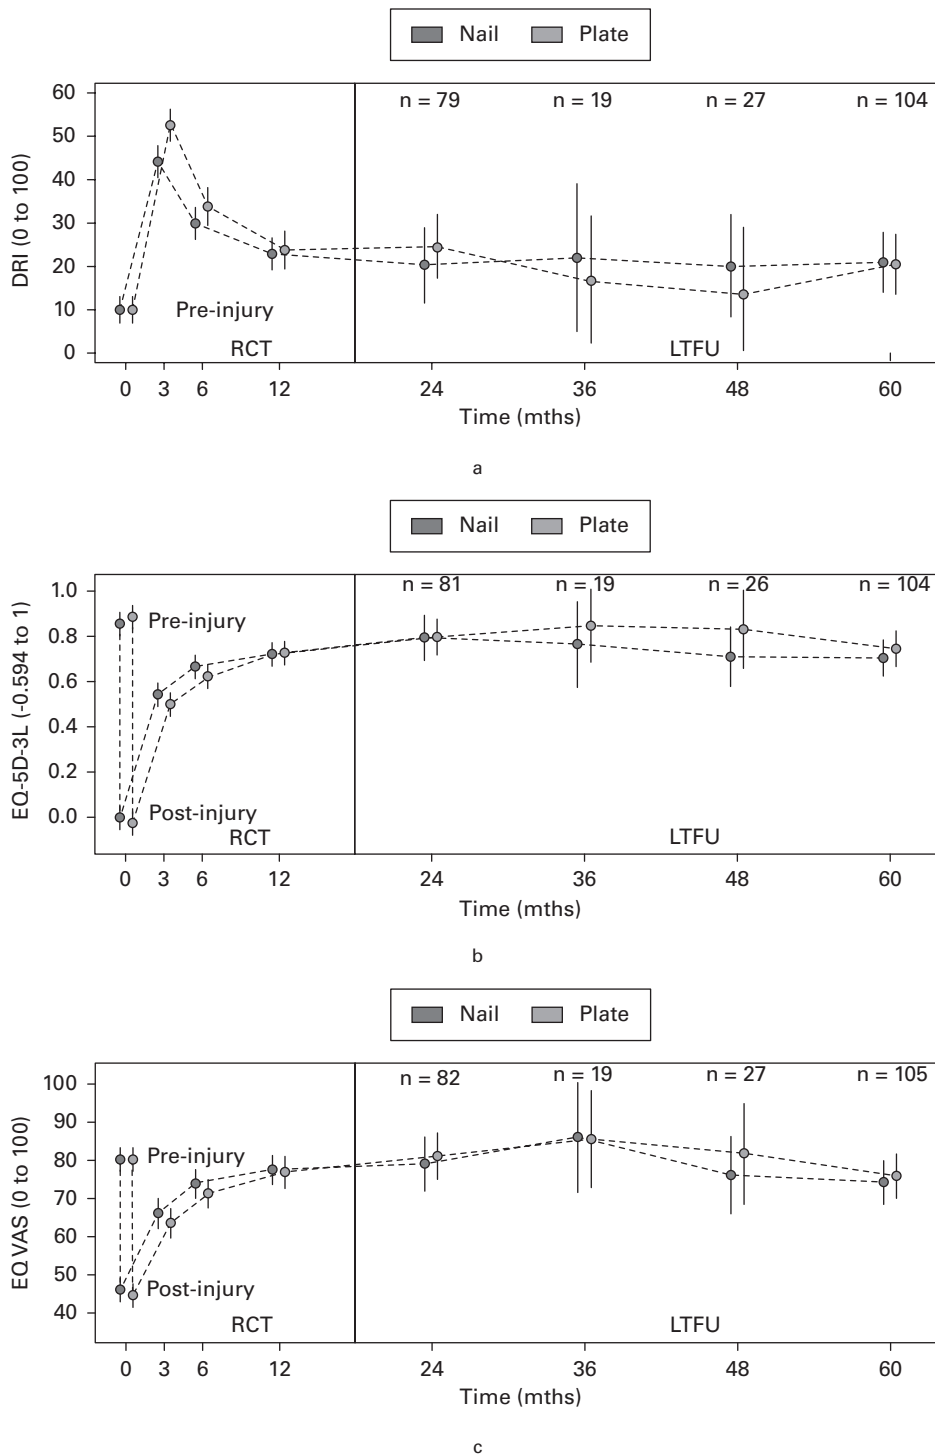 Nail Plate
60
50
40
30
20
10
0
DRI (0 to 100)
n = 79 n = 19 n = 27 n = 104
Pre-injury
RCT LTFU
0 3 6 12 24 36 48 60
Time (mths)
a
Nail Plate
1.0
0.8
0.6
0.4
0.2
0.0
EQ-5D-3L (-0.594 to 1)
n = 81 n = 19 n = 26 n = 104
Pre-injury
Post-injury
RCT LTFU
0 3 6 12 24 36 48 60
Time (mths)
b
Nail Plate
100
90
80
70
60
50
40
EQ VAS (0 to 100)
n = 82 n = 19 n = 27 n = 105
Pre-injury
Post-injury
RCT LTFU
0 3 6 12 24 36 48 60
Time (mths)
c